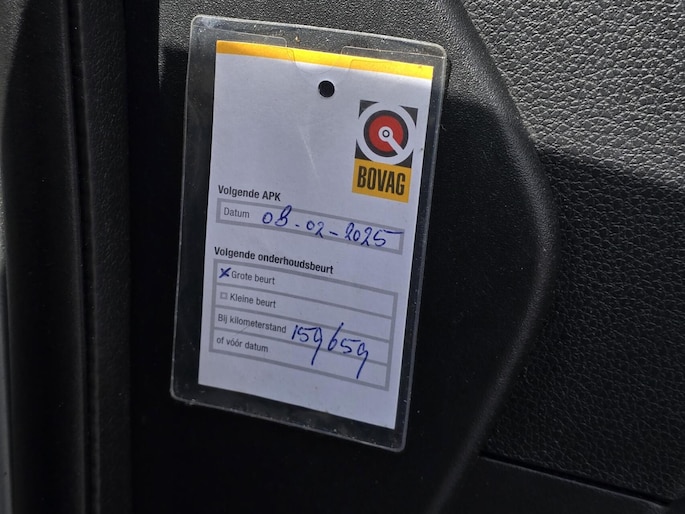 BOVAG
Volgende APK
Datum 08-02-2025
Volgende onderhoudsbeurt
Grote beurt
Kleine beurt
Bij kilometerstand 159659
of vóór datum